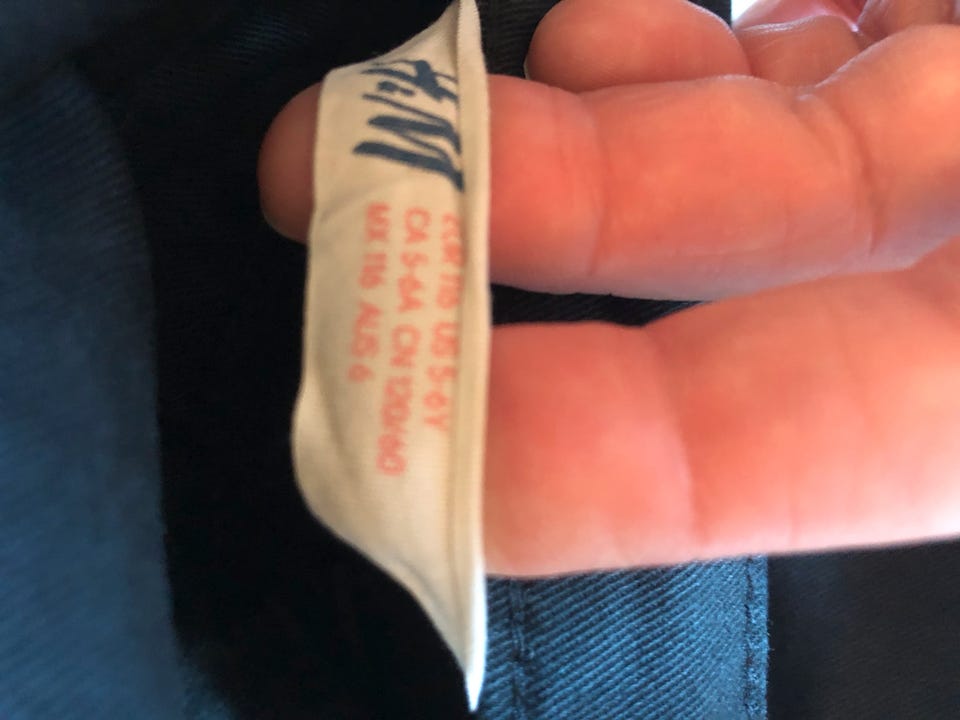 H&M
EUR 116 US 5-6Y
CA 5-6A CN 120/60
MX 116 AUS 6